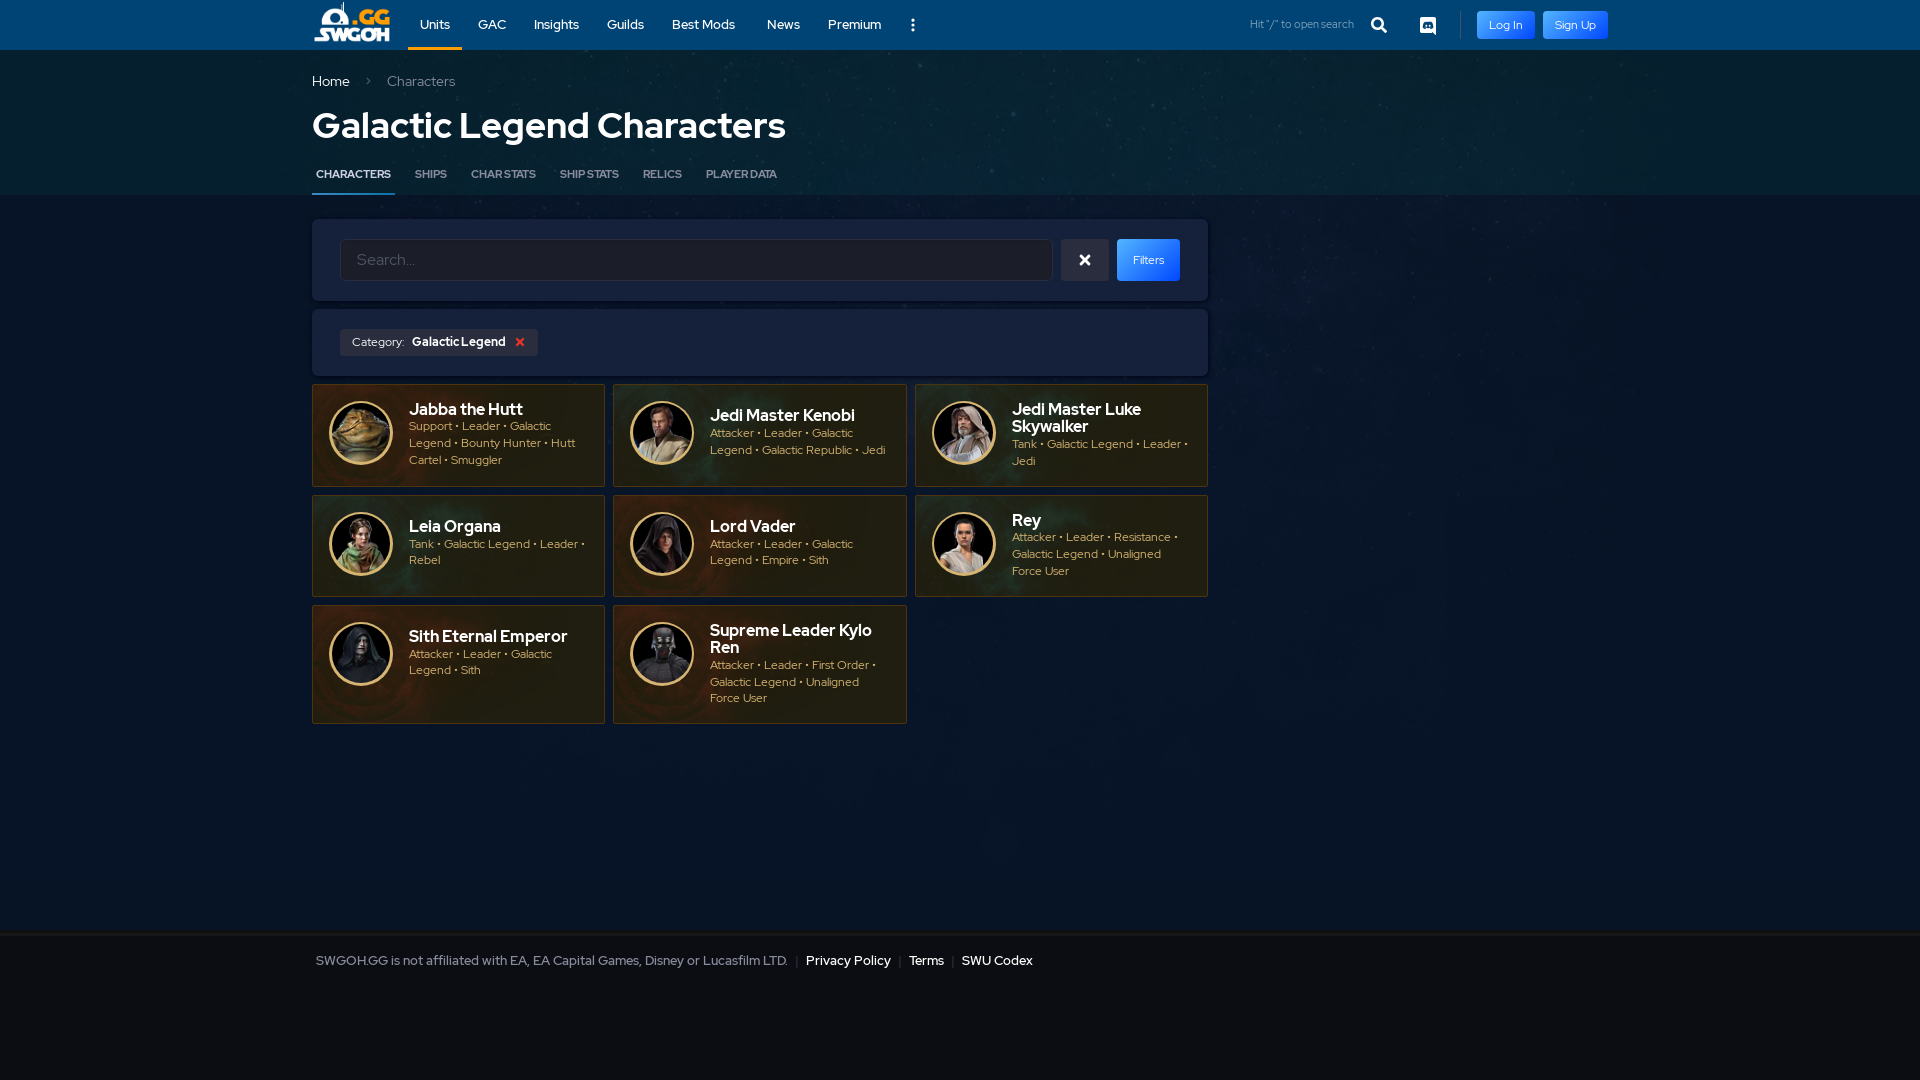 .GG
SWGOH
Units
GAC
Insights
Guilds
Best Mods
News
Premium
Hit "/" to open search
Log In
Sign Up
Home
Characters
Galactic Legend Characters
CHARACTERS
SHIPS
CHAR STATS
SHIP STATS
RELICS
PLAYER DATA
Search...
Filters
Category: Galactic Legend
Jabba the Hutt
Support • Leader • Galactic
Legend • Bounty Hunter • Hutt
Cartel • Smuggler
Jedi Master Kenobi
Attacker • Leader • Galactic
Legend • Galactic Republic • Jedi
Jedi Master Luke
Skywalker
Tank • Galactic Legend • Leader •
Jedi
Leia Organa
Tank • Galactic Legend • Leader •
Rebel
Lord Vader
Attacker • Leader • Galactic
Legend • Empire • Sith
Rey
Attacker • Leader • Resistance •
Galactic Legend • Unaligned
Force User
Sith Eternal Emperor
Attacker • Leader • Galactic
Legend • Sith
Supreme Leader Kylo
Ren
Attacker • Leader • First Order •
Galactic Legend • Unaligned
Force User
SWGOH.GG is not affiliated with EA, EA Capital Games, Disney or Lucasfilm LTD. | Privacy Policy | Terms | SWU Codex